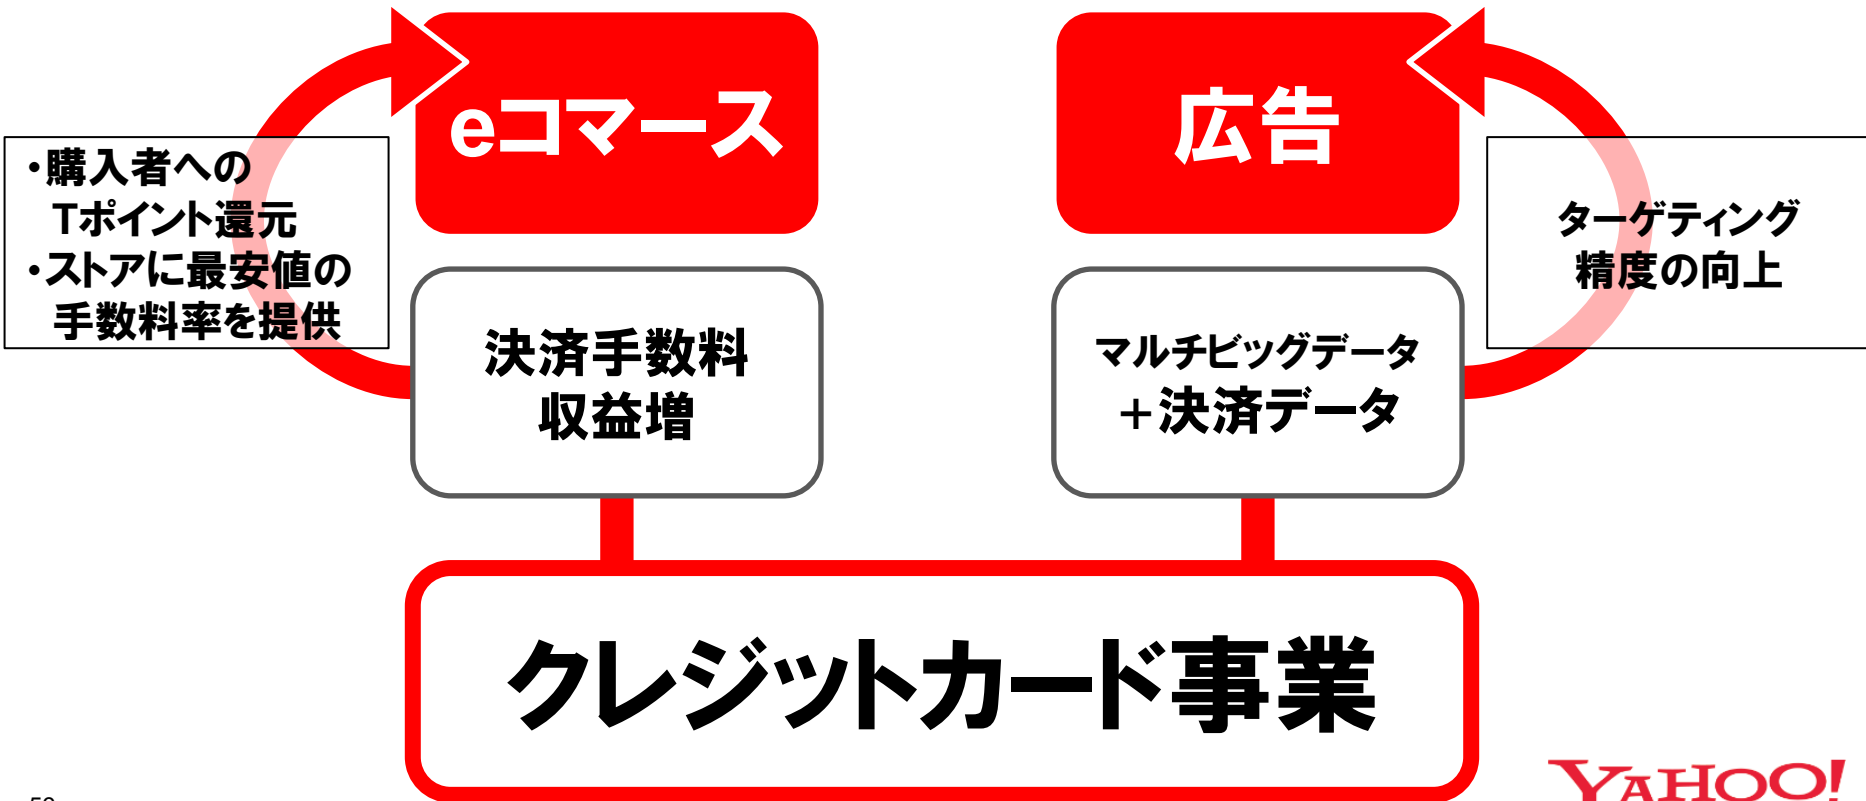 eコマース
広告
・購入者への
Tポイント還元
・ストアに最安値の
手数料率を提供
ターゲティング
精度の向上
決済手数料
収益増
マルチビッグデータ
+決済データ
クレジットカード事業
YAHOO!